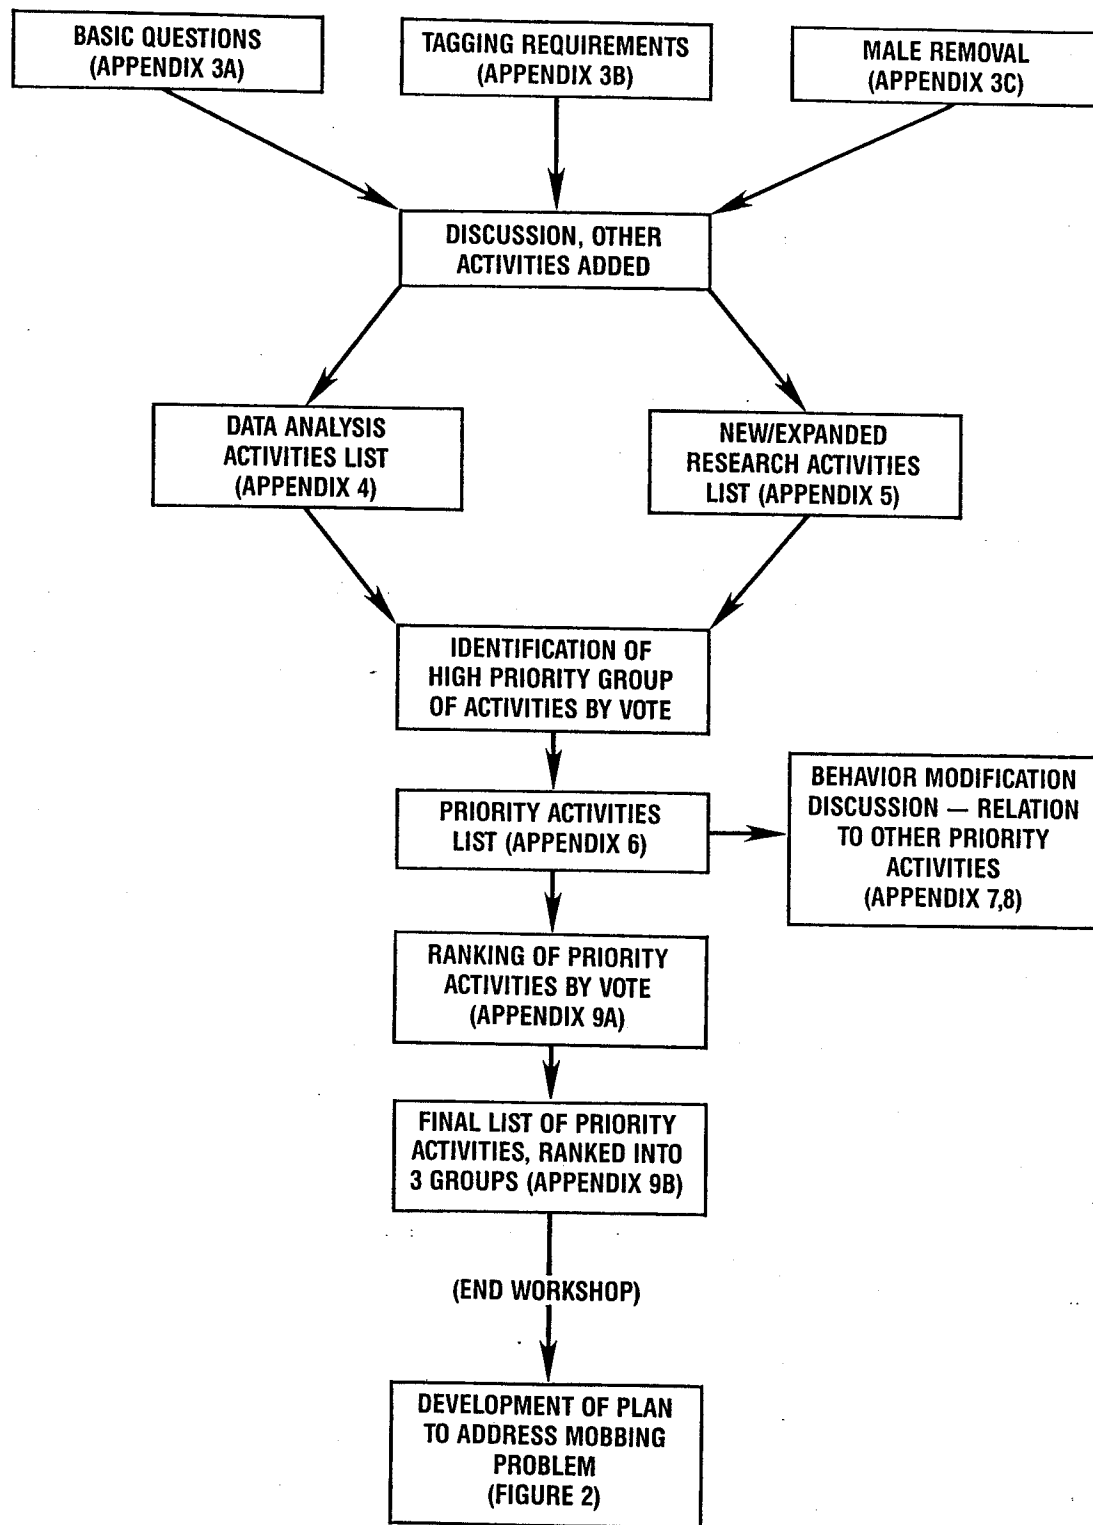 BASIC QUESTIONS
(APPENDIX 3A)
TAGGING REQUIREMENTS
(APPENDIX 3B)
MALE REMOVAL
(APPENDIX 3C)
DISCUSSION, OTHER
ACTIVITIES ADDED
DATA ANALYSIS
ACTIVITIES LIST
(APPENDIX 4)
NEW/EXPANDED
RESEARCH ACTIVITIES
LIST (APPENDIX 5)
IDENTIFICATION OF
HIGH PRIORITY GROUP
OF ACTIVITIES BY VOTE
PRIORITY ACTIVITIES
LIST (APPENDIX 6)
BEHAVIOR MODIFICATION
DISCUSSION — RELATION
TO OTHER PRIORITY
ACTIVITIES
(APPENDIX 7,8)
RANKING OF PRIORITY
ACTIVITIES BY VOTE
(APPENDIX 9A)
FINAL LIST OF PRIORITY
ACTIVITIES, RANKED INTO
3 GROUPS (APPENDIX 9B)
(END WORKSHOP)
DEVELOPMENT OF PLAN
TO ADDRESS MOBBING
PROBLEM
(FIGURE 2)